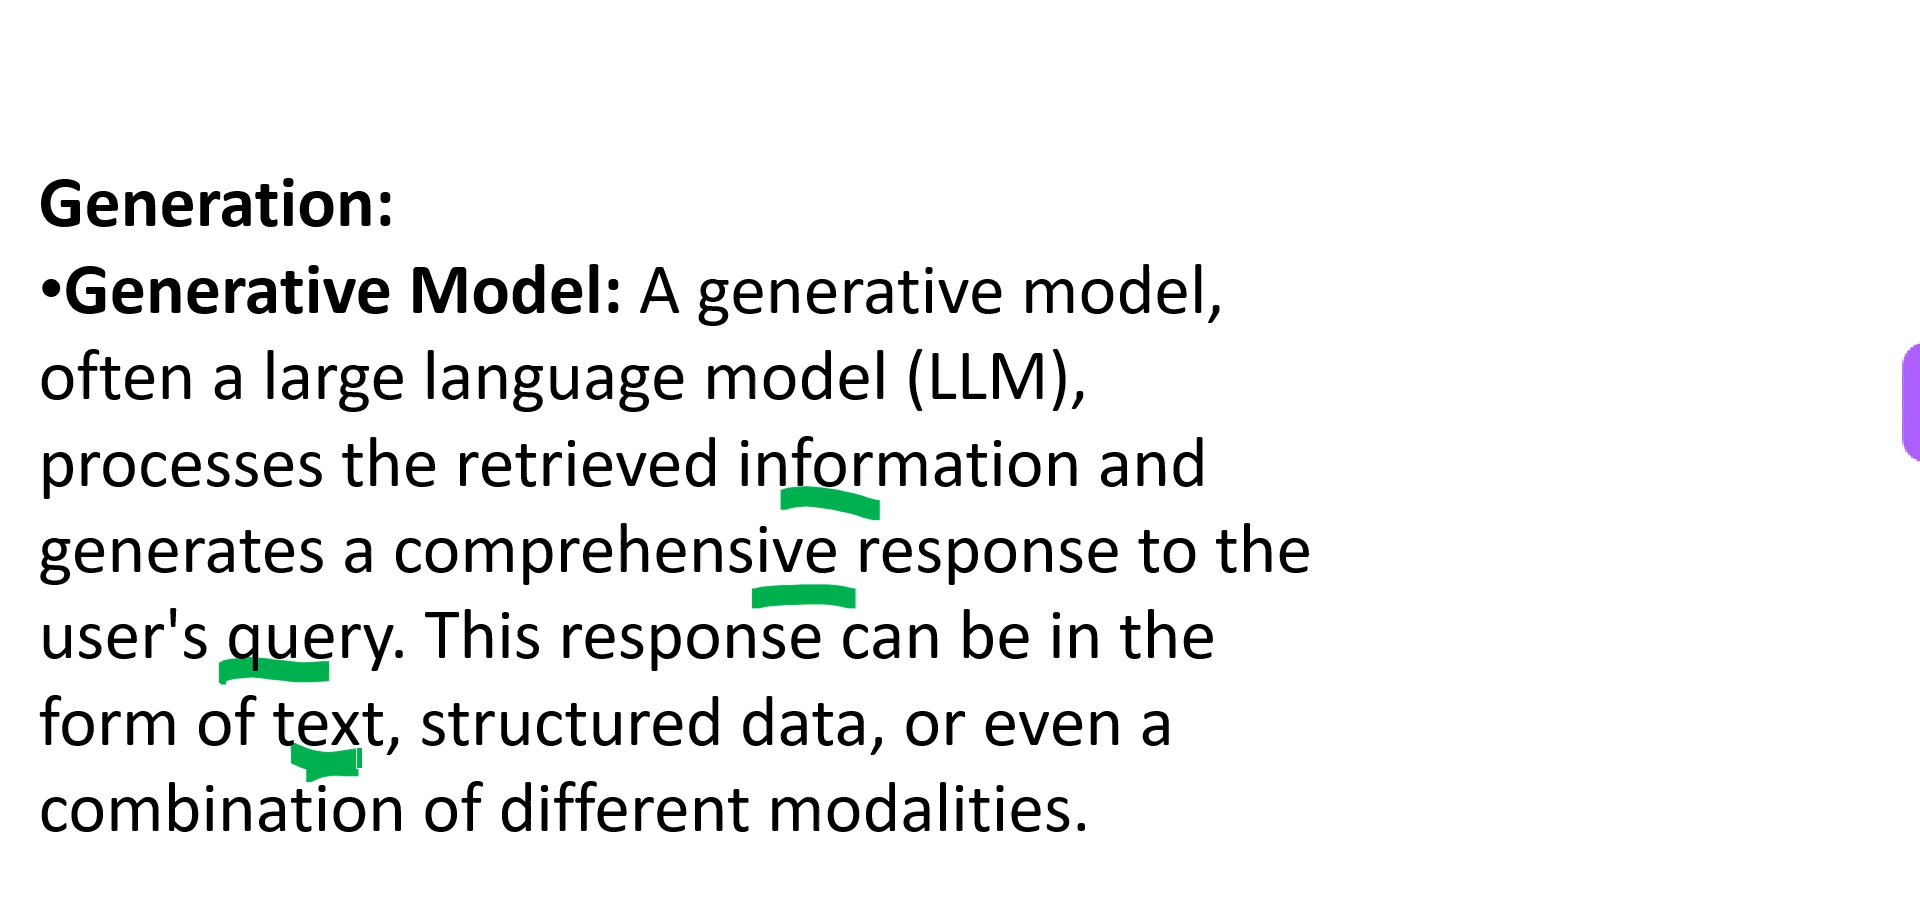 Generation:
•Generative Model: A generative model,
often a large language model (LLM),
processes the retrieved information and
generates a comprehensive response to the
user's query. This response can be in the
form of text, structured data, or even a
combination of different modalities.